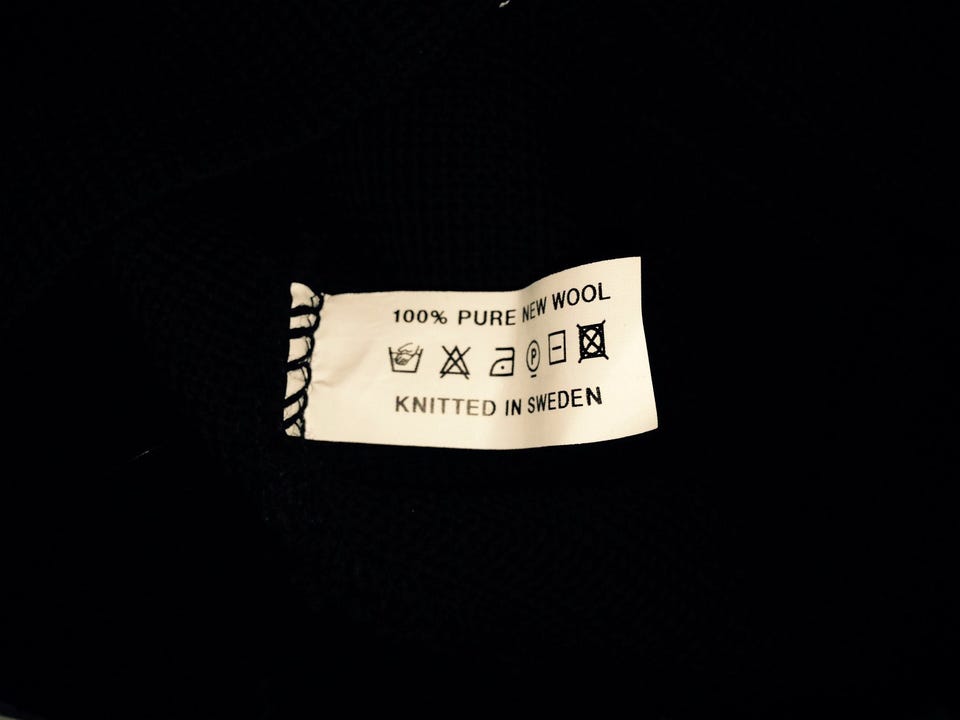 100% PURE NEW WOOL
P
KNITTED IN SWEDEN